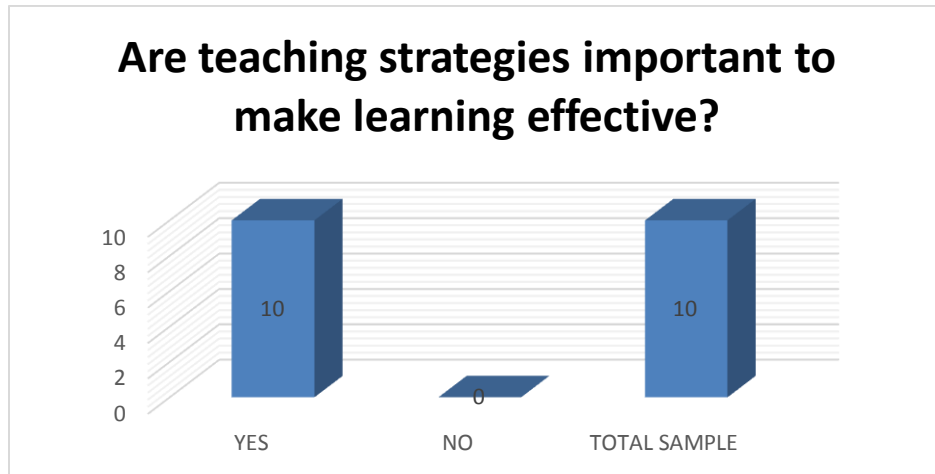 Are teaching strategies important to
make learning effective?
10
8
6
4
2
0
10
0
10
YES
NO
TOTAL SAMPLE